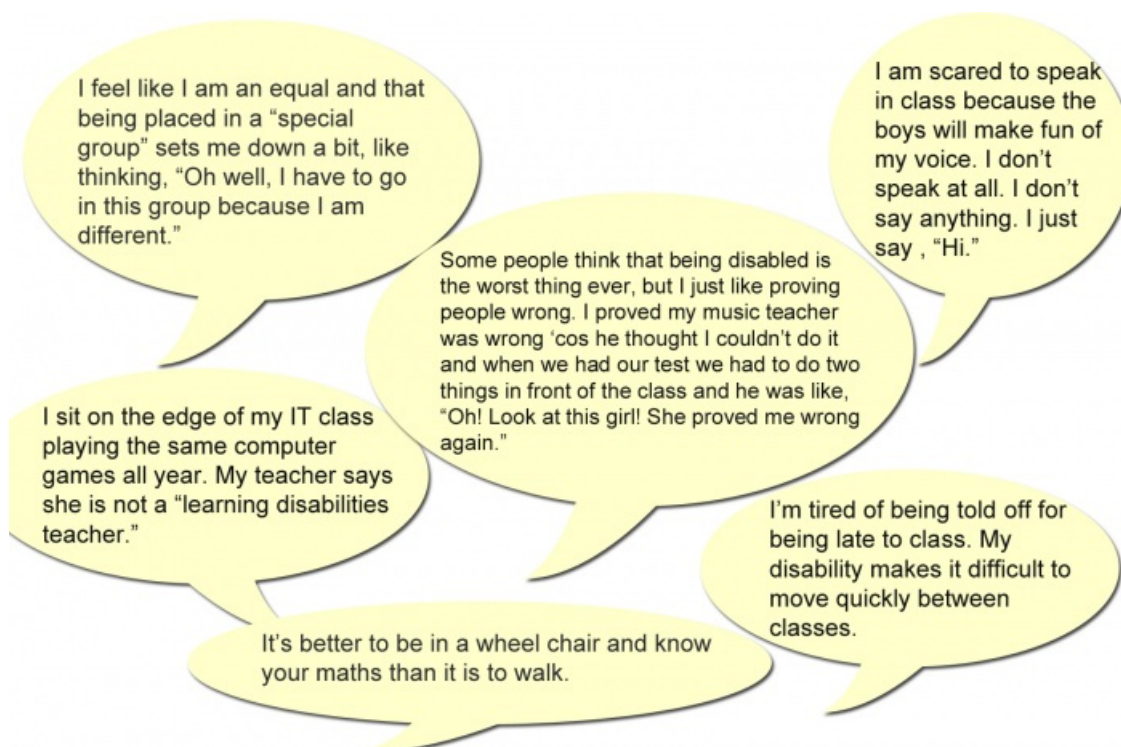 I feel like I am an equal and that
being placed in a “special
group” sets me down a bit, like
thinking, “Oh well, I have to go
in this group because I am
different.”
I am scared to speak
in class because the
boys will make fun of
my voice. I don’t
speak at all. I don’t
say anything. I just
say , “Hi.”
Some people think that being disabled is
the worst thing ever, but I just like proving
people wrong. I proved my music teacher
was wrong ‘cos he thought I couldn’t do it
and when we had our test we had to do two
things in front of the class and he was like,
“Oh! Look at this girl! She proved me wrong
again.”
I sit on the edge of my IT class
playing the same computer
games all year. My teacher says
she is not a “learning disabilities
teacher.”
I’m tired of being told off for
being late to class. My
disability makes it difficult to
move quickly between
classes.
It’s better to be in a wheel chair and know
your maths than it is to walk.